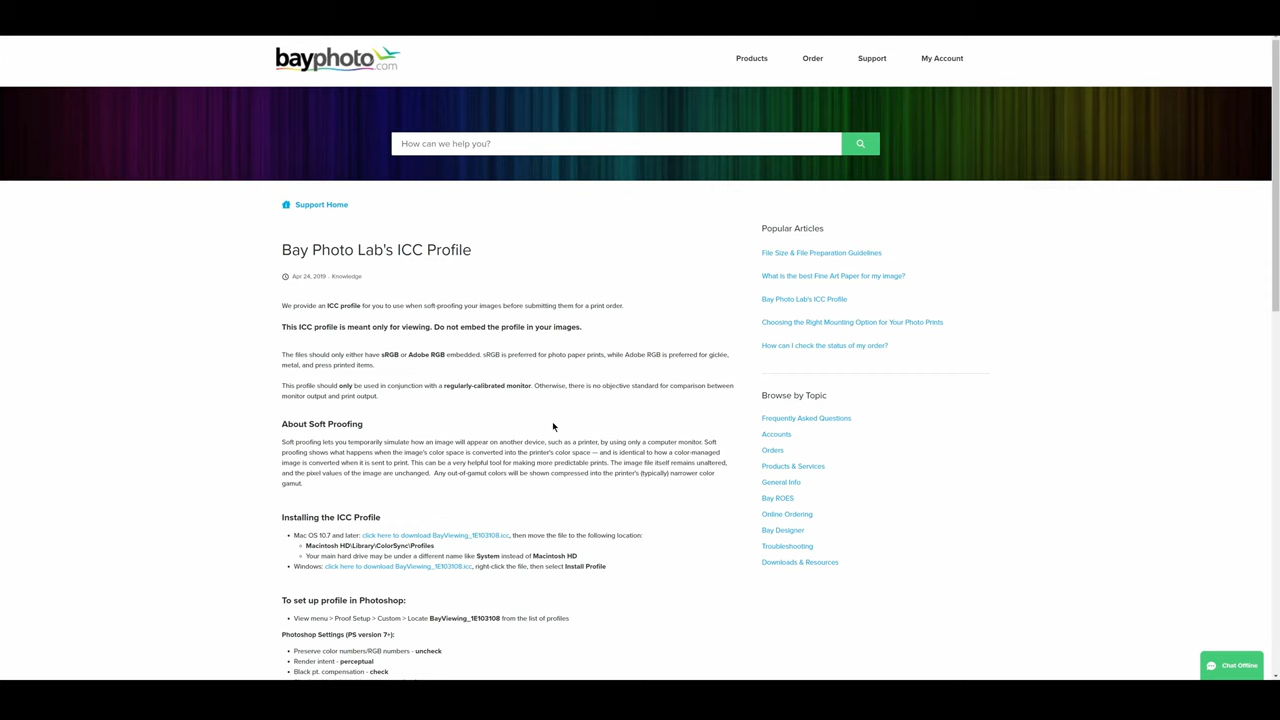 bayphoto.com
Products
Order
Support
My Account
How can we help you?
Support Home
Bay Photo Lab's ICC Profile
Apr 24, 2019 . Knowledge
We provide an ICC profile for you to use when soft-proofing your images before submitting them for a print order.
This ICC profile is meant only for viewing. Do not embed the profile in your images.
The files should only either have sRGB or Adobe RGB embedded. sRGB is preferred for photo paper prints, while Adobe RGB is preferred for giclée,
metal, and press printed items.
This profile should only be used in conjunction with a regularly-calibrated monitor. Otherwise, there is no objective standard for comparison between
monitor output and print output.
About Soft Proofing
Soft proofing lets you temporarily simulate how an image will appear on another device, such as a printer, by using only a computer monitor. Soft
proofing shows what happens when the image's color space is converted into the printer's color space — and is identical to how a color-managed
image is converted when it is sent to print. This can be a very helpful tool for making more predictable prints. The image file itself remains unaltered,
and the pixel values of the image are unchanged. Any out-of-gamut colors will be shown compressed into the printer's (typically) narrower color
gamut.
Installing the ICC Profile
Mac OS 10.7 and later: click here to download BayViewing_1E103108.icc, then move the file to the following location:
Macintosh HD\Library\ColorSync\Profiles
Your main hard drive may be under a different name like System instead of Macintosh HD
Windows: click here to download BayViewing_1E103108.icc, right-click the file, then select Install Profile
To set up profile in Photoshop:
View menu > Proof Setup > Custom > Locate BayViewing_1E103108 from the list of profiles
Photoshop Settings (PS version 7+):
Preserve color numbers/RGB numbers - uncheck
Render intent - perceptual
Black pt. compensation - check
Popular Articles
File Size & File Preparation Guidelines
What is the best Fine Art Paper for my image?
Bay Photo Lab's ICC Profile
Choosing the Right Mounting Option for Your Photo Prints
How can I check the status of my order?
Browse by Topic
Frequently Asked Questions
Accounts
Orders
Products & Services
General Info
Bay ROES
Online Ordering
Bay Designer
Troubleshooting
Downloads & Resources
Chat Offline